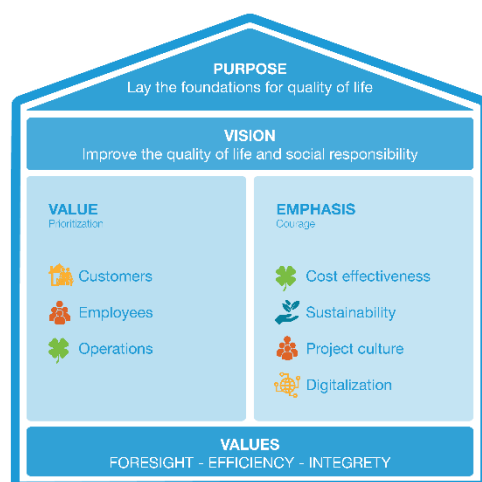 PURPOSE
Lay the foundations for quality of life
VISION
Improve the quality of life and social responsibility
VALUE
Prioritization
Customers
Employees
Operations
EMPHASIS
Courage
Cost effectiveness
Sustainability
Project culture
Digitalization
VALUES
FORESIGHT - EFFICIENCY - INTEGRETY